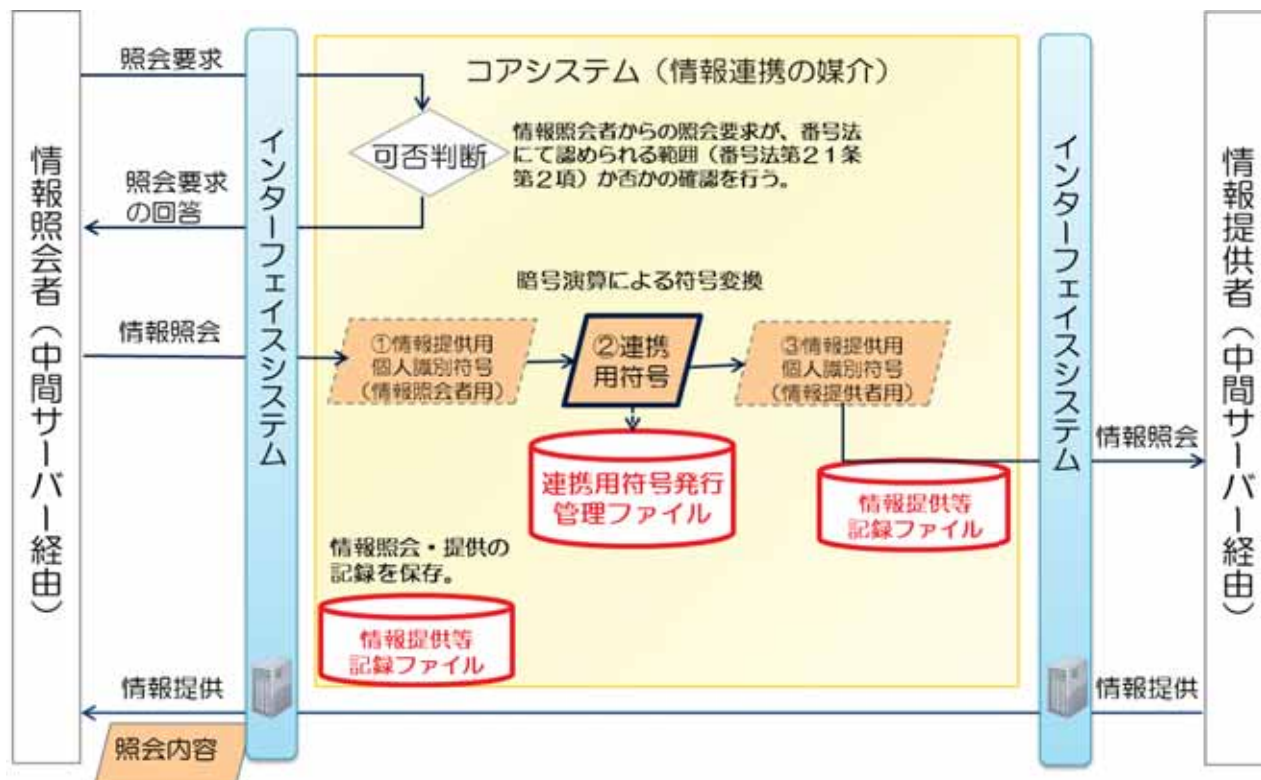 情報照会者（中間サーバー経由）
照会要求
照会要求
の回答
情報照会
情報提供
照会内容
インターフェイスシステム
コアシステム（情報連携の媒介）
可否判断
情報照会者からの照会要求が、番号法
にて認められる範囲（番号法第２１条
第２項）か否かの確認を行う。
暗号演算による符号変換
①情報提供用
個人識別符号
（情報照会者用）
②連携
用符号
③情報提供用
個人識別符号
（情報提供者用）
連携用符号発行
管理ファイル
情報提供等
記録ファイル
情報照会・提供の
記録を保存。
情報提供等
記録ファイル
インターフェイスシステム
情報照会
情報提供
情報提供者（中間サーバー経由）